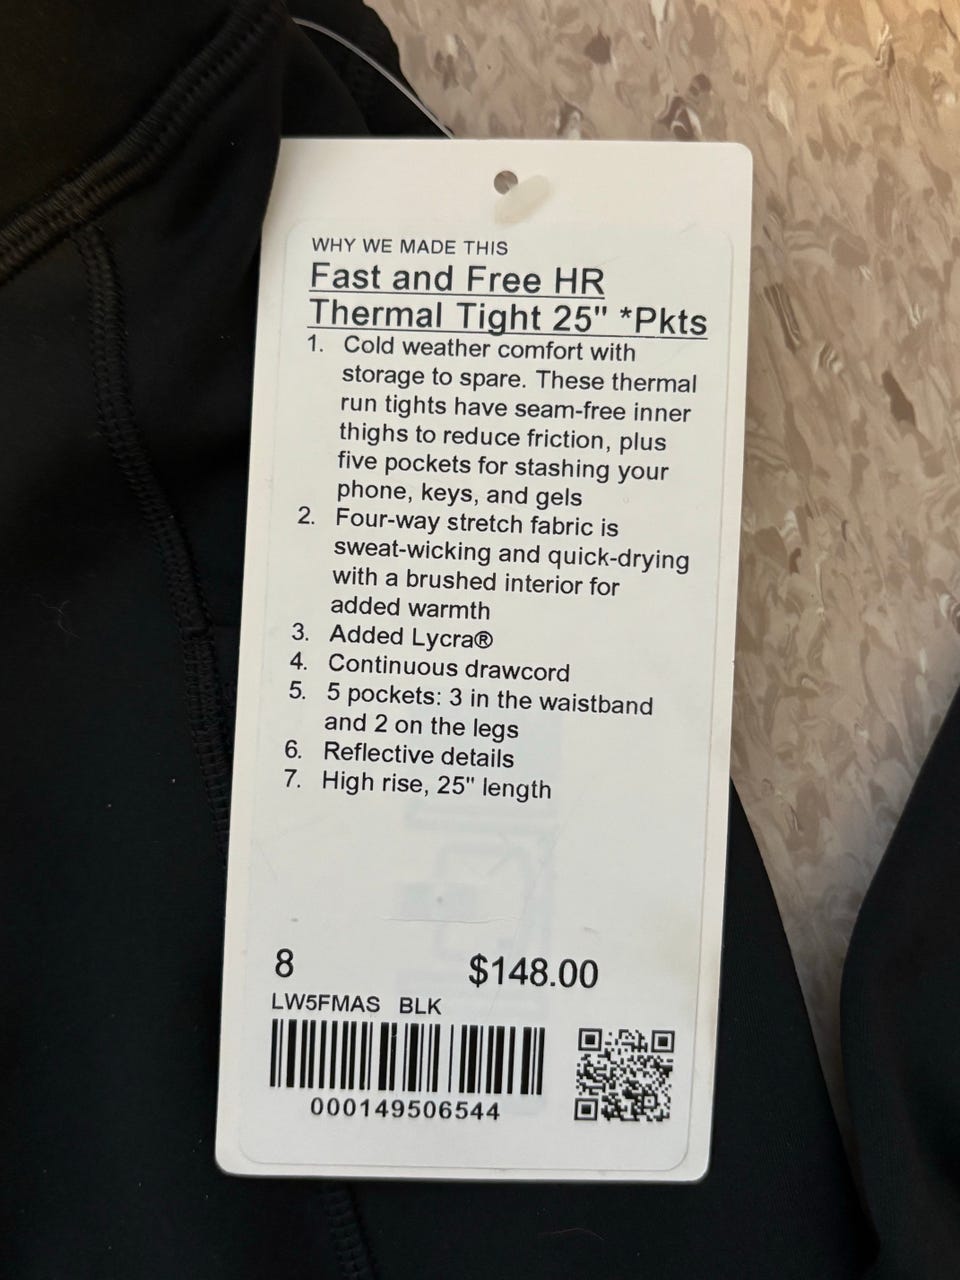 WHY WE MADE THIS
Fast and Free HR
Thermal Tight 25" *Pkts
1. Cold weather comfort with
storage to spare. These thermal
run tights have seam-free inner
thighs to reduce friction, plus
five pockets for stashing your
phone, keys, and gels
2. Four-way stretch fabric is
sweat-wicking and quick-drying
with a brushed interior for
added warmth
3. Added Lycra®
4. Continuous drawcord
5. 5 pockets: 3 in the waistband
and 2 on the legs
6. Reflective details
7. High rise, 25" length
8 $148.00
LW5FMAS BLK
000149506544